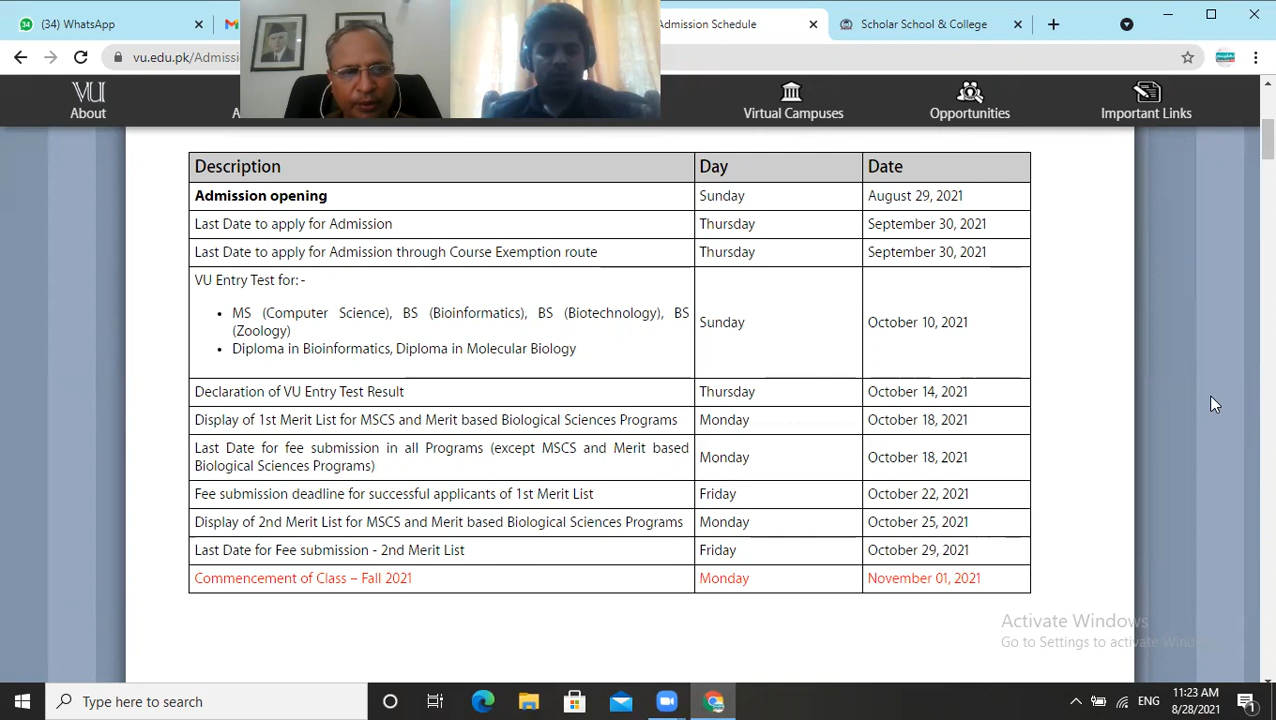 (34) WhatsApp
Admission Schedule
Scholar School & College
vu.edu.pk/Admissi
VU
About
A
Virtual Campuses
Opportunities
Important Links
Description Day Date
Admission opening Sunday August 29, 2021
Last Date to apply for Admission Thursday September 30, 2021
Last Date to apply for Admission through Course Exemption route Thursday September 30, 2021
VU Entry Test for: -
• MS (Computer Science), BS (Bioinformatics), BS (Biotechnology), BS
(Zoology)
• Diploma in Bioinformatics, Diploma in Molecular Biology
Sunday October 10, 2021
Declaration of VU Entry Test Result Thursday October 14, 2021
Display of 1st Merit List for MSCS and Merit based Biological Sciences Programs Monday October 18, 2021
Last Date for fee submission in all Programs (except MSCS and Merit based
Biological Sciences Programs)
Monday October 18, 2021
Fee submission deadline for successful applicants of 1st Merit List Friday October 22, 2021
Display of 2nd Merit List for MSCS and Merit based Biological Sciences Programs Monday October 25, 2021
Last Date for Fee submission - 2nd Merit List Friday October 29, 2021
Commencement of Class – Fall 2021 Monday November 01, 2021
Activate Windows
Go to Settings to activate Windows.
Type here to search
ENG
11:23 AM
8/28/2021
1